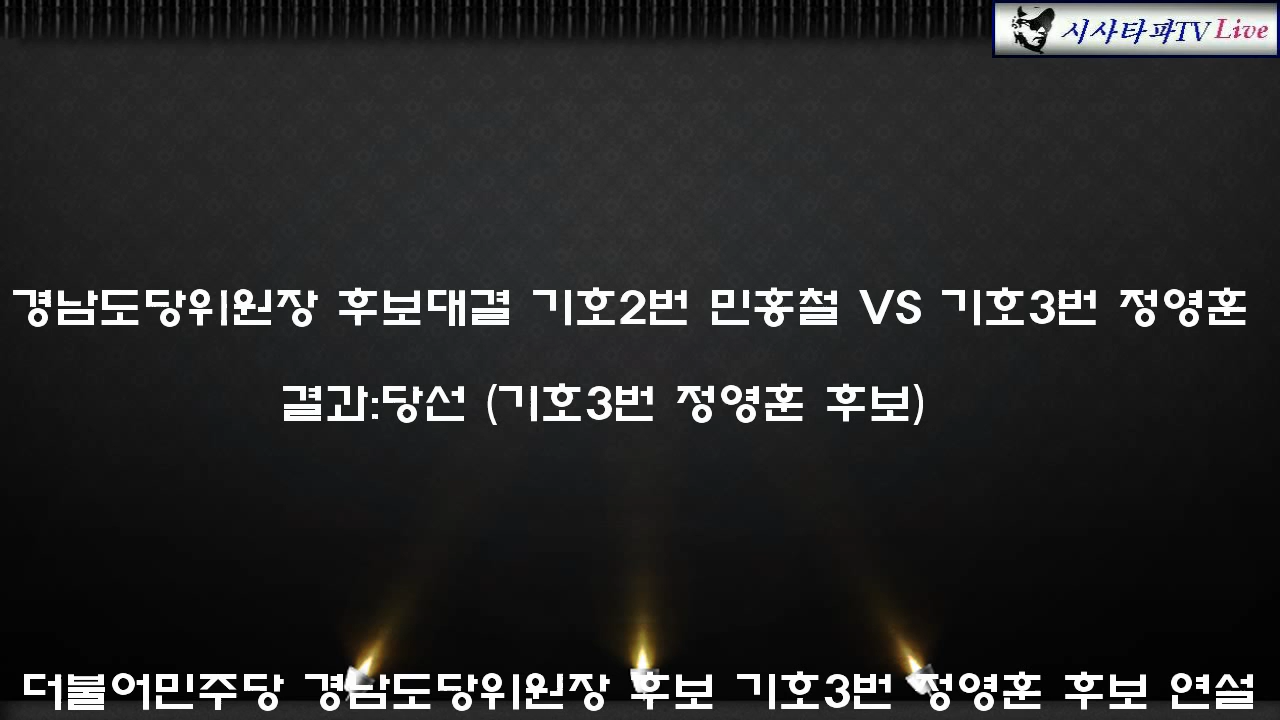 시사타파TV Live
경남도당위원장 후보대결 기호2번 민홍철 VS 기호3번 정영훈
결과:당선 (기호3번 정영훈 후보)
더불어민주당 경남도당위원장 후보 기호3번 정영훈 후보 연설